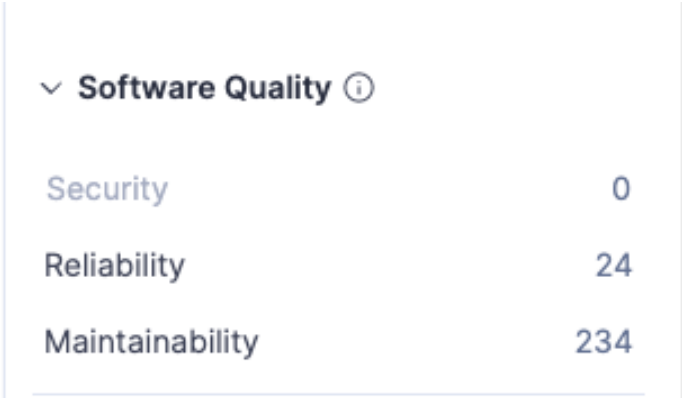 Software Quality
Security 0
Reliability 24
Maintainability 234